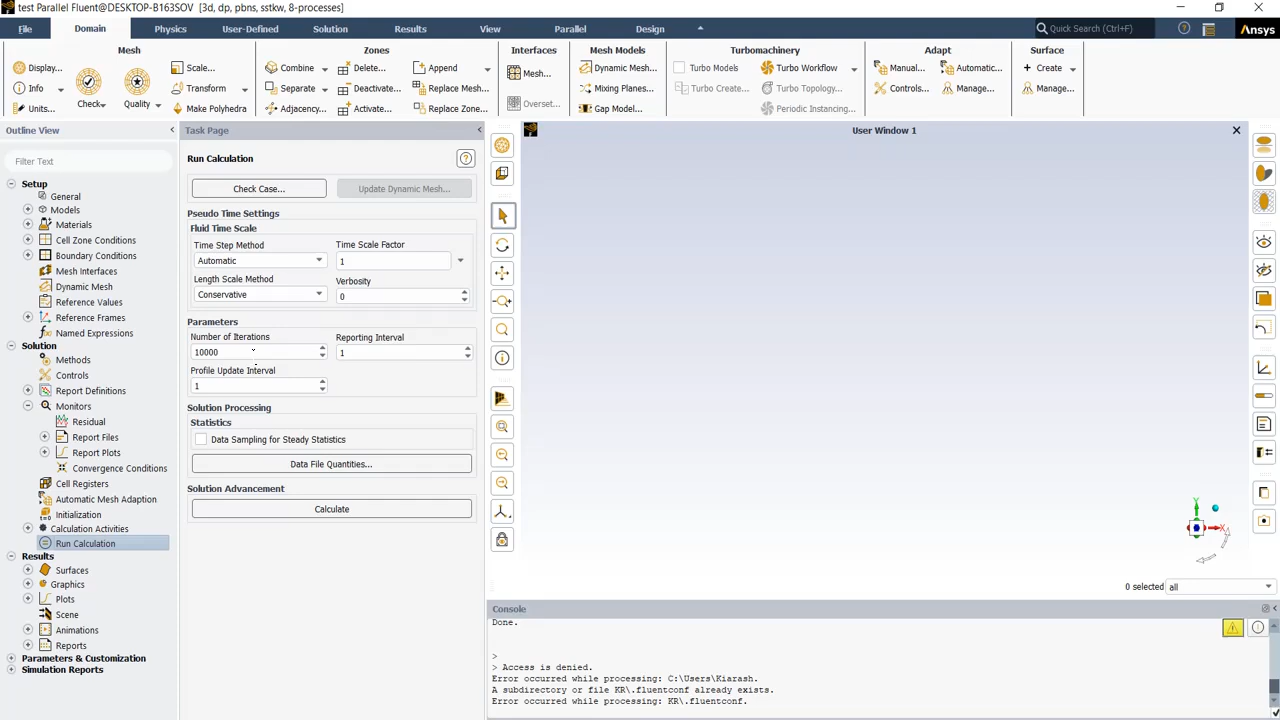 test Parallel Fluent@DESKTOP-B163SOV [3d, dp, pbns, sstkw, 8-processes]
File Domain Physics User-Defined Solution Results View Parallel Design Quick Search (Ctrl+F) Ansys
Mesh Zones Interfaces Mesh Models Turbomachinery Adapt Surface
Display... Scale... Combine Delete... Append Mesh... Dynamic Mesh... Turbo Models Turbo Workflow Manual... Automatic... Create
Info Check Quality Transform Separate Deactivate... Replace Mesh... Mixing Planes... Turbo Create... Turbo Topology... Controls... Manage... Manage...
Units... Make Polyhedra Adjacency... Activate... Replace Zone... Overset... Gap Model... Periodic Instancing...
Outline View
Filter Text
Setup
General
Models
Materials
Cell Zone Conditions
Boundary Conditions
Mesh Interfaces
Dynamic Mesh
Reference Values
Reference Frames
Named Expressions
Solution
Methods
Controls
Report Definitions
Monitors
Residual
Report Files
Report Plots
Convergence Conditions
Cell Registers
Automatic Mesh Adaption
Initialization
Calculation Activities
Run Calculation
Results
Surfaces
Graphics
Plots
Scene
Animations
Reports
Parameters & Customization
Simulation Reports
Task Page
Run Calculation
Check Case... Update Dynamic Mesh...
Pseudo Time Settings
Fluid Time Scale
Time Step Method Time Scale Factor
Automatic 1
Length Scale Method Verbosity
Conservative 0
Parameters
Number of Iterations Reporting Interval
10000 1
Profile Update Interval
1
Solution Processing
Statistics
Data Sampling for Steady Statistics
Data File Quantities...
Solution Advancement
Calculate
User Window 1
Y
X
0 selected all
Console
Done.
>
> Access is denied.
Error occurred while processing: C:\Users\Kiarash.
A subdirectory or file KR\.fluentconf already exists.
Error occurred while processing: KR\.fluentconf.